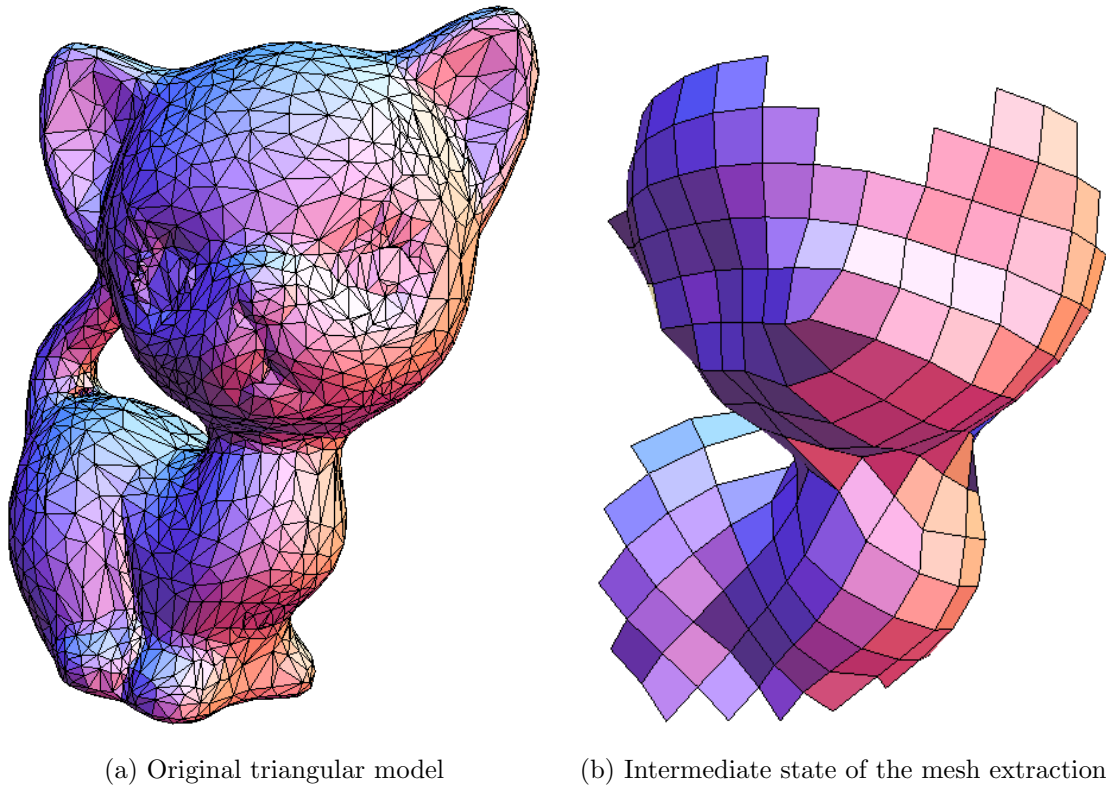 (a) Original triangular model
(b) Intermediate state of the mesh extraction